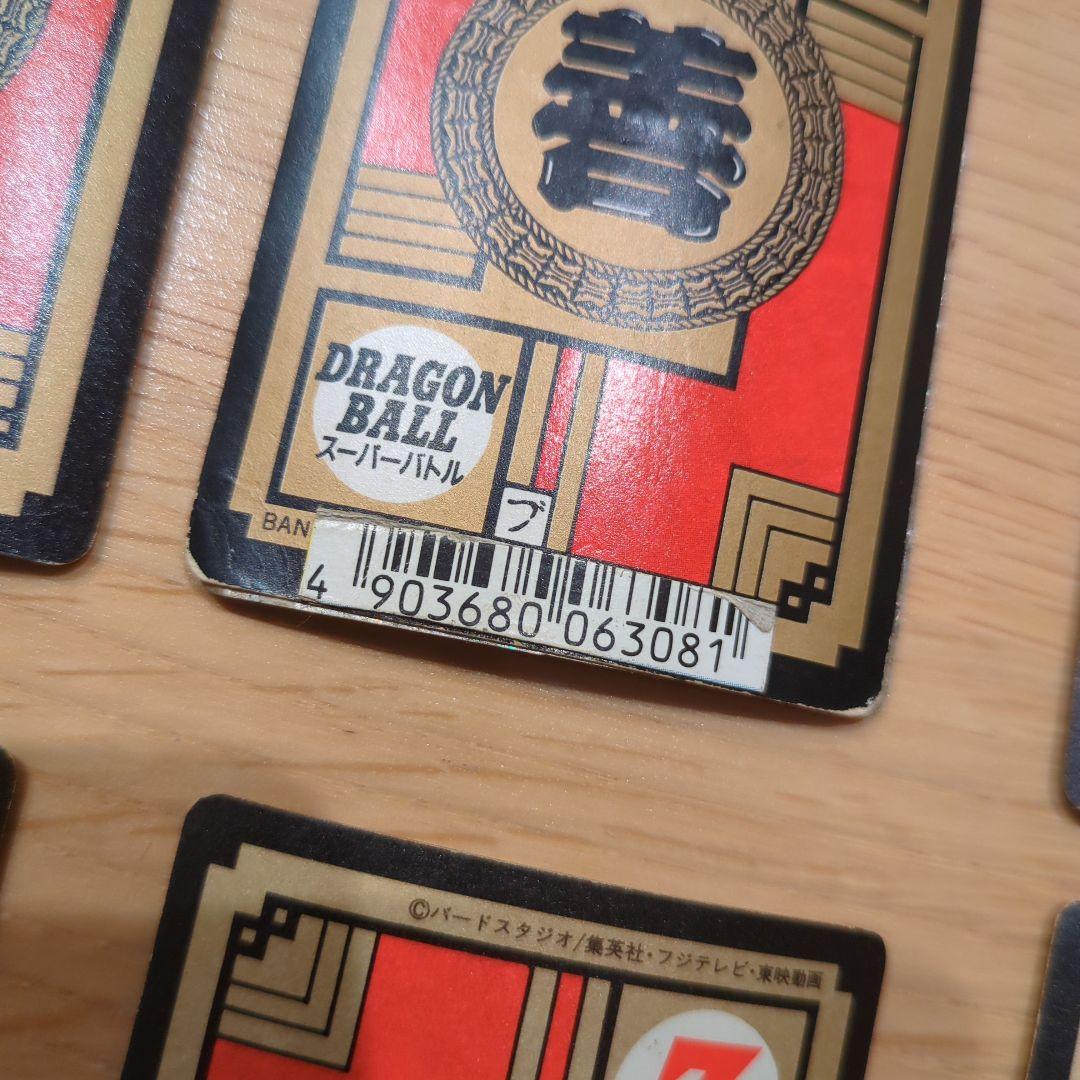 善
DRAGON
BALL
スーパーバトル
ブ
BAN
4 903680 063081
©バードスタジオ/集英社・フジテレビ・東映動画